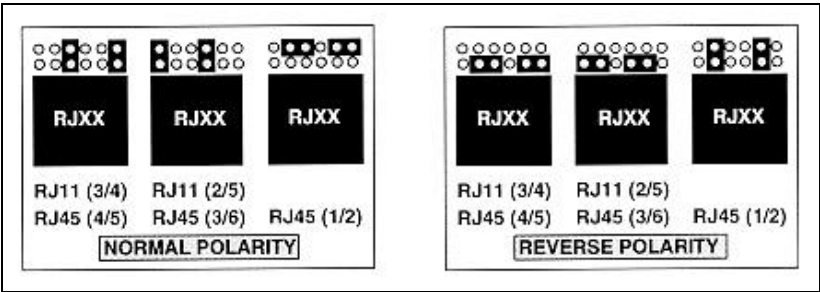 RJXX RJXX RJXX
RJ11 (3/4) RJ11 (2/5)
RJ45 (4/5) RJ45 (3/6) RJ45 (1/2)
NORMAL POLARITY
RJXX RJXX RJXX
RJ11 (3/4) RJ11 (2/5)
RJ45 (4/5) RJ45 (3/6) RJ45 (1/2)
REVERSE POLARITY